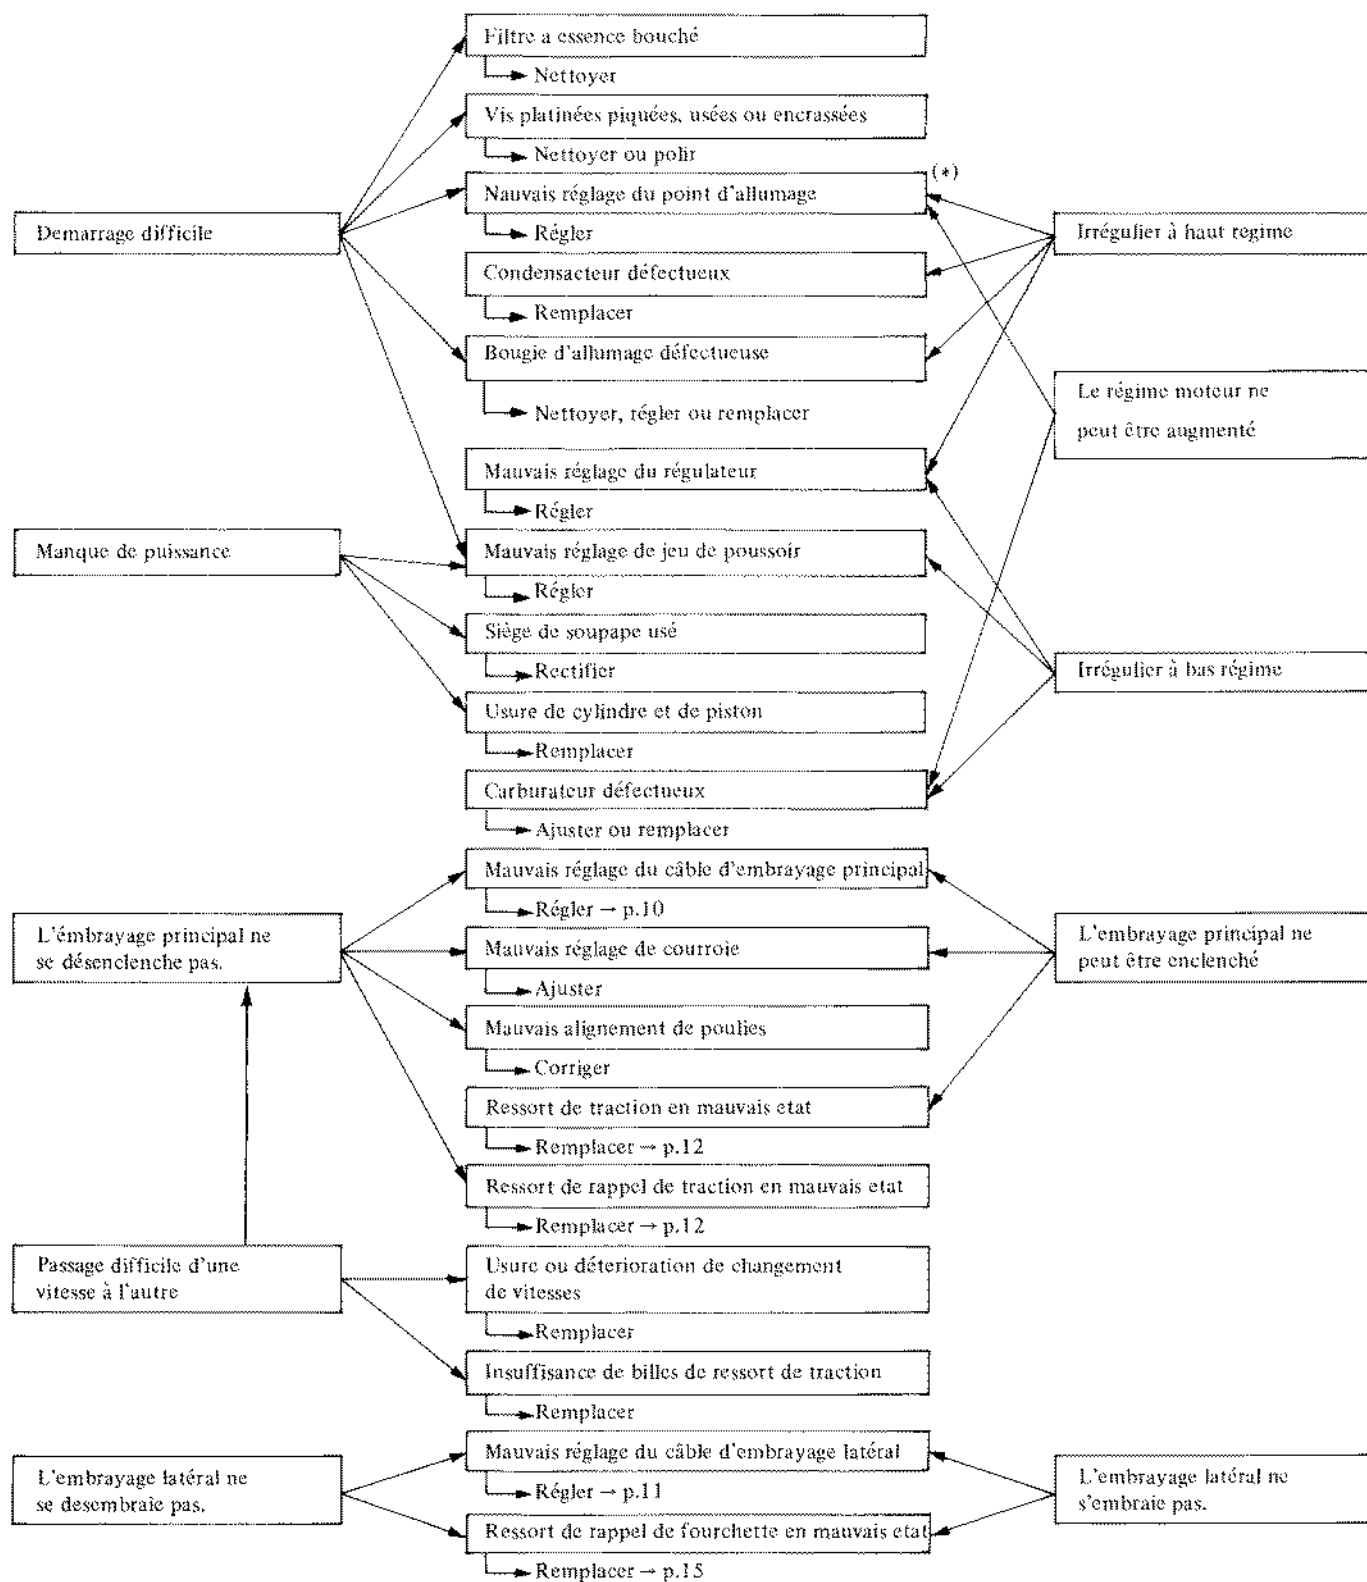 Filtre a essence bouché
Nettoyer
Vis platinées piquées, usées ou encrassées
Nettoyer ou polir
(*)
Nauvais réglage du point d'allumage
Régler
Demarrage difficile
Irrégulier à haut regime
Condensacteur défectueux
Remplacer
Bougie d'allumage défectueuse
Nettoyer, régler ou remplacer
Le régime moteur ne
peut être augmenté
Mauvais réglage du régulateur
Régler
Manque de puissance
Mauvais réglage de jeu de poussoir
Régler
Siège de soupape usé
Rectifier
Irrégulier à bas régime
Usure de cylindre et de piston
Remplacer
Carburateur défectueux
Ajuster ou remplacer
Mauvais réglage du câble d'embrayage principal
Régler → p.10
L'émbrayage principal ne
se désenclenche pas.
Mauvais réglage de courroie
Ajuster
L'embrayage principal ne
peut être enclenché
Mauvais alignement de poulies
Corriger
Ressort de traction en mauvais etat
Remplacer → p.12
Ressort de rappel de traction en mauvais etat
Remplacer → p.12
Passage difficile d'une
vitesse à l'autre
Usure ou déterioration de changement
de vitesses
Remplacer
Insuffisance de billes de ressort de traction
Remplacer
Mauvais réglage du câble d'embrayage latéral
Régler → p.11
L'embrayage latéral ne
se desembraie pas.
L'embrayage latéral ne
s'embraie pas.
Ressort de rappel de fourchette en mauvais etat
Remplacer → p.15